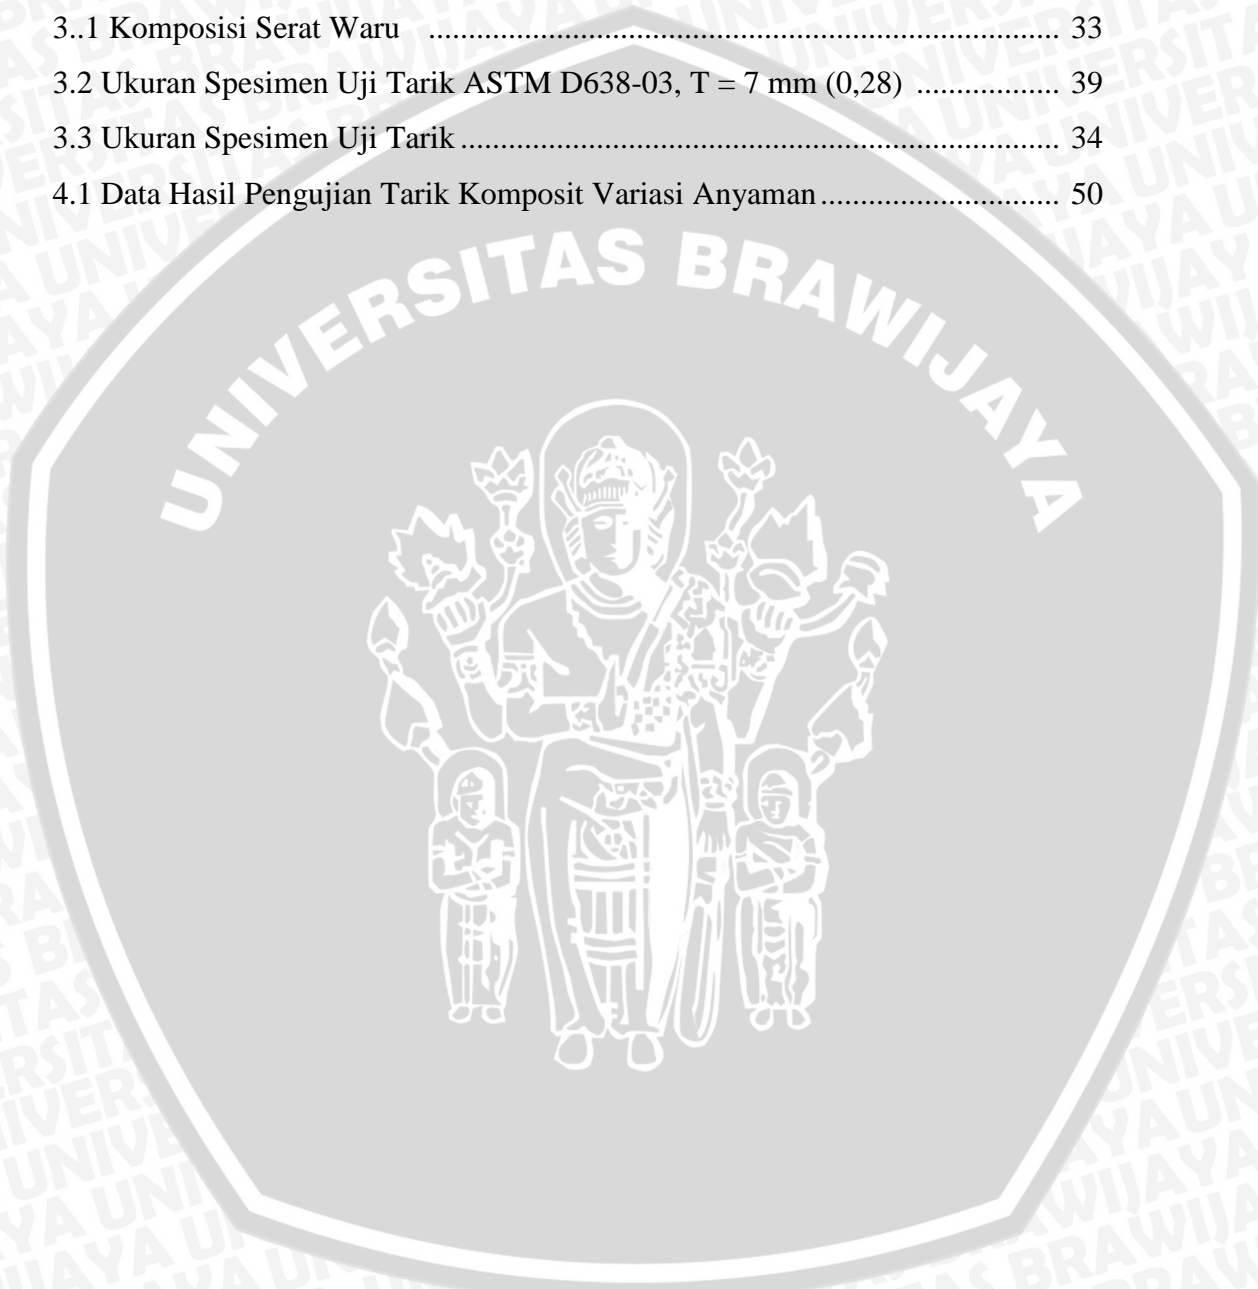 3..1 Komposisi Serat Waru ........................................................................... 33
3.2 Ukuran Spesimen Uji Tarik ASTM D638-03, T = 7 mm (0,28) ................. 39
3.3 Ukuran Spesimen Uji Tarik ....................................................................... 34
4.1 Data Hasil Pengujian Tarik Komposit Variasi Anyaman ............................ 50
UNIVERSITAS BRAWIJAYA